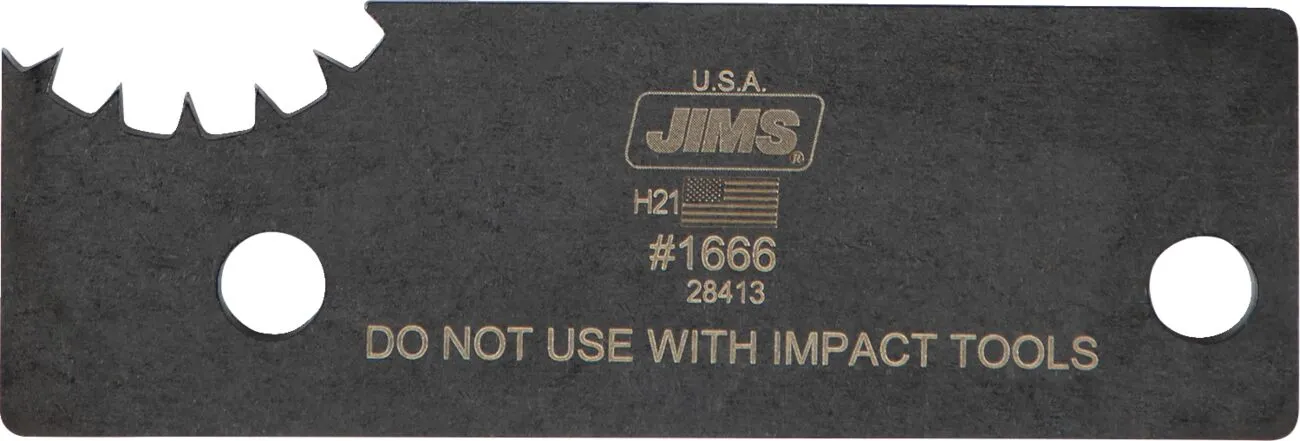 U.S.A.
JIMS®
H21
#1666
28413
DO NOT USE WITH IMPACT TOOLS